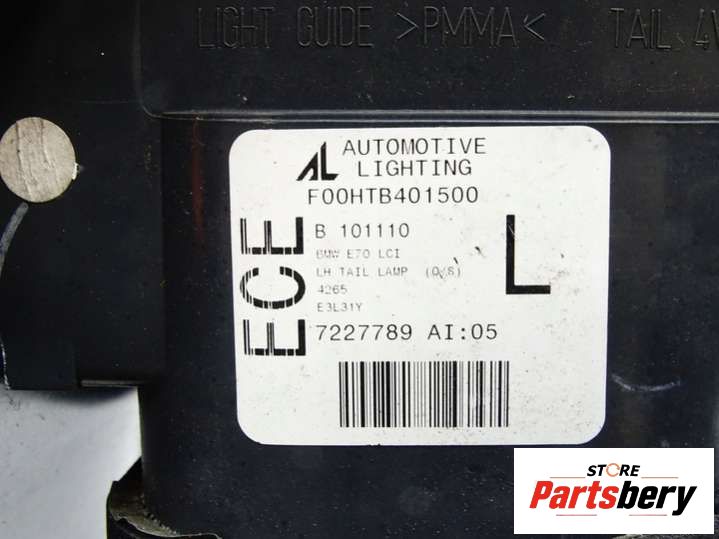 LIGHT GUIDE >PMMA< TAIL
AL AUTOMOTIVE
LIGHTING
F00HTB401500
ECE
B 101110
L
BMW E70 LCI
LH TAIL LAMP (O/S)
4265
E3L31Y
7227789 AI:05
STORE
Partsbery